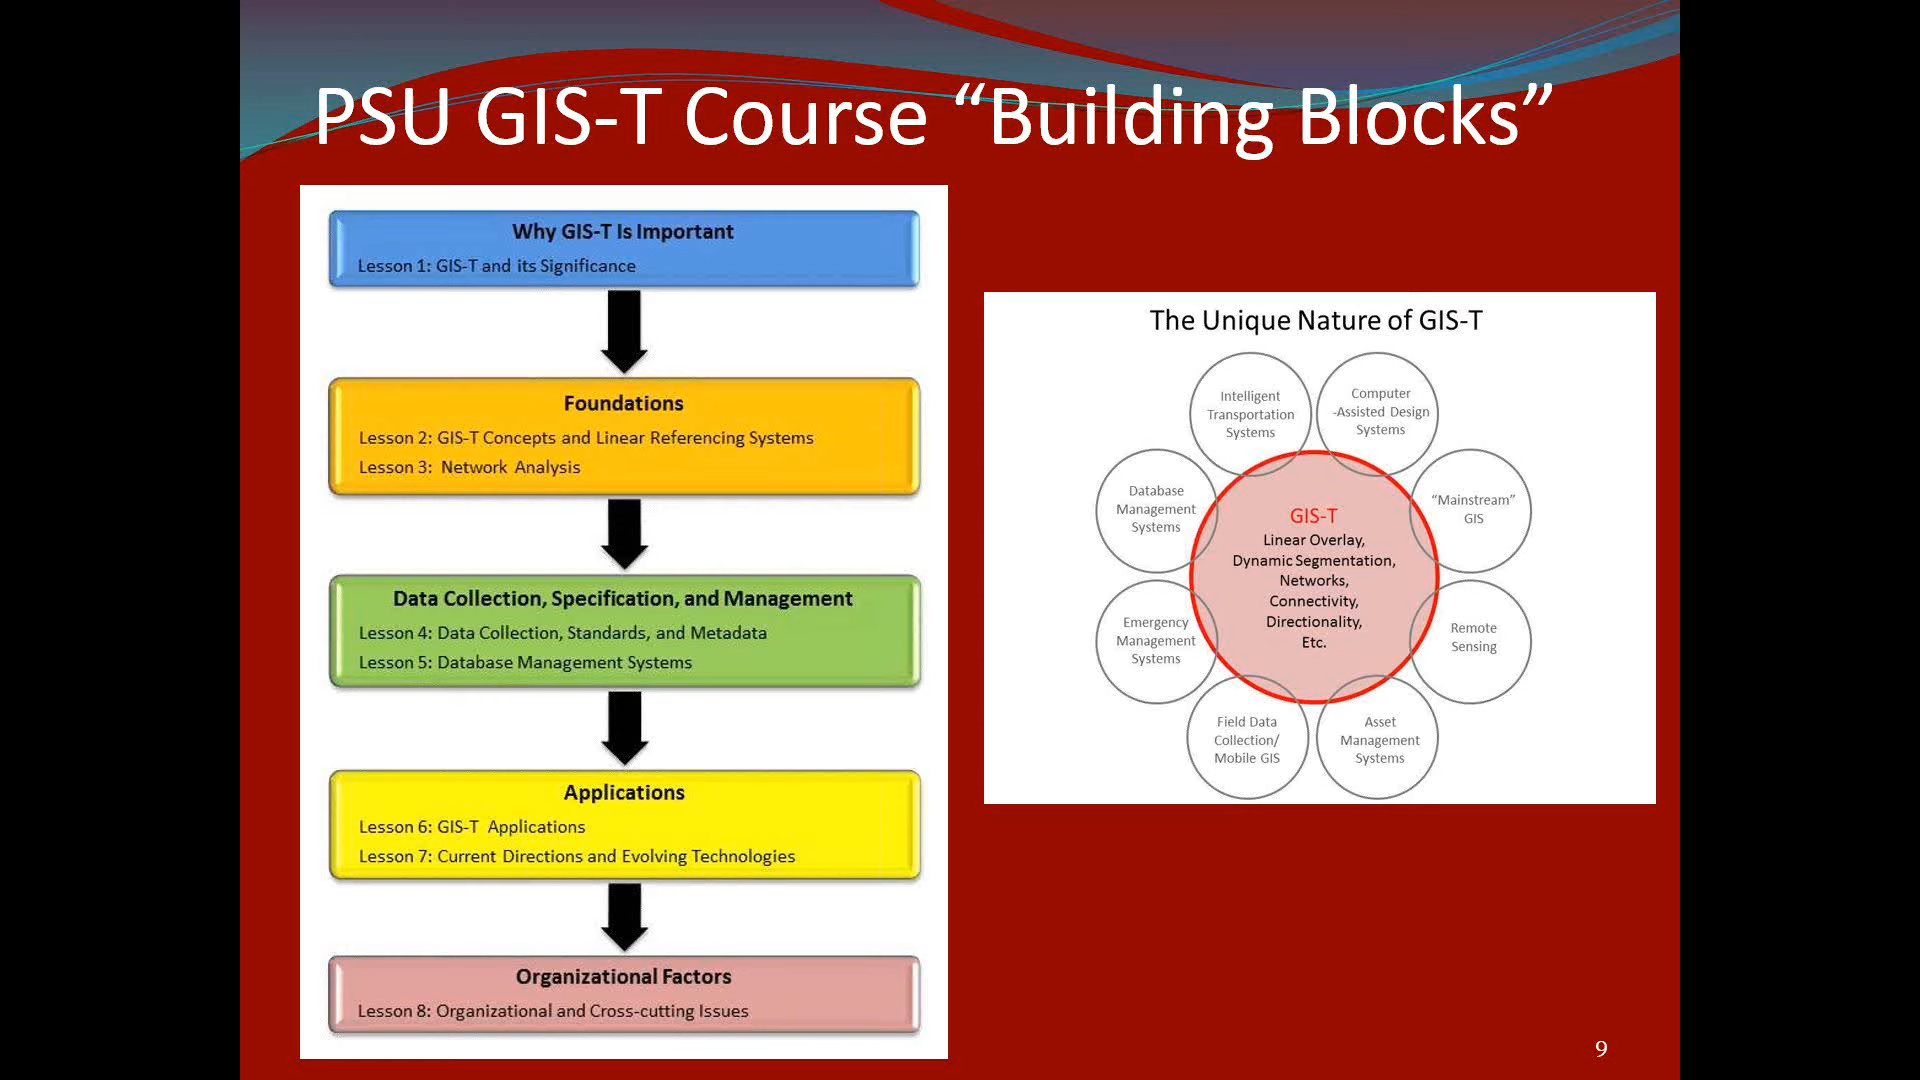 PSU GIS-T Course “Building Blocks”
Why GIS-T Is Important
Lesson 1: GIS-T and its Significance
Foundations
Lesson 2: GIS-T Concepts and Linear Referencing Systems
Lesson 3: Network Analysis
Data Collection, Specification, and Management
Lesson 4: Data Collection, Standards, and Metadata
Lesson 5: Database Management Systems
Applications
Lesson 6: GIS-T Applications
Lesson 7: Current Directions and Evolving Technologies
Organizational Factors
Lesson 8: Organizational and Cross-cutting Issues
The Unique Nature of GIS-T
Intelligent
Transportation
Systems
Computer
-Assisted Design
Systems
Database
Management
Systems
“Mainstream”
GIS
GIS-T
Linear Overlay,
Dynamic Segmentation,
Networks,
Connectivity,
Directionality,
Etc.
Emergency
Management
Systems
Remote
Sensing
Field Data
Collection/
Mobile GIS
Asset
Management
Systems
9